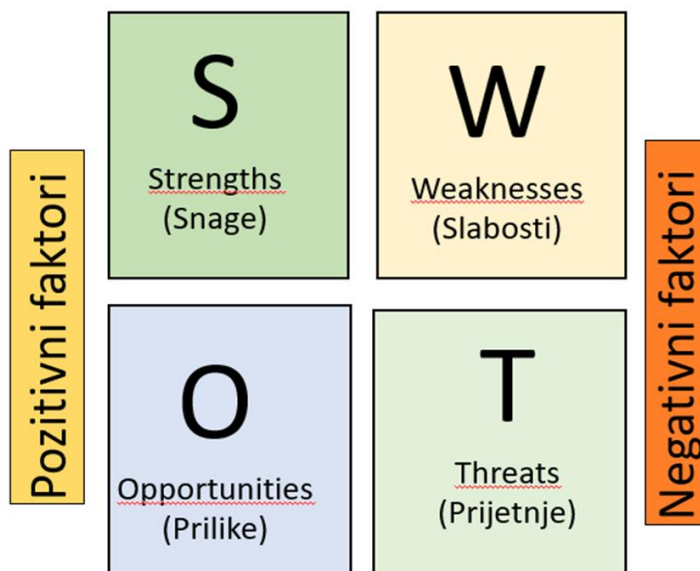 S
Strengths
(Snage)
W
Weaknesses
(Slabosti)
Pozitivni faktori
Negativni faktori
O
Opportunities
(Prilike)
T
Threats
(Prijetnje)